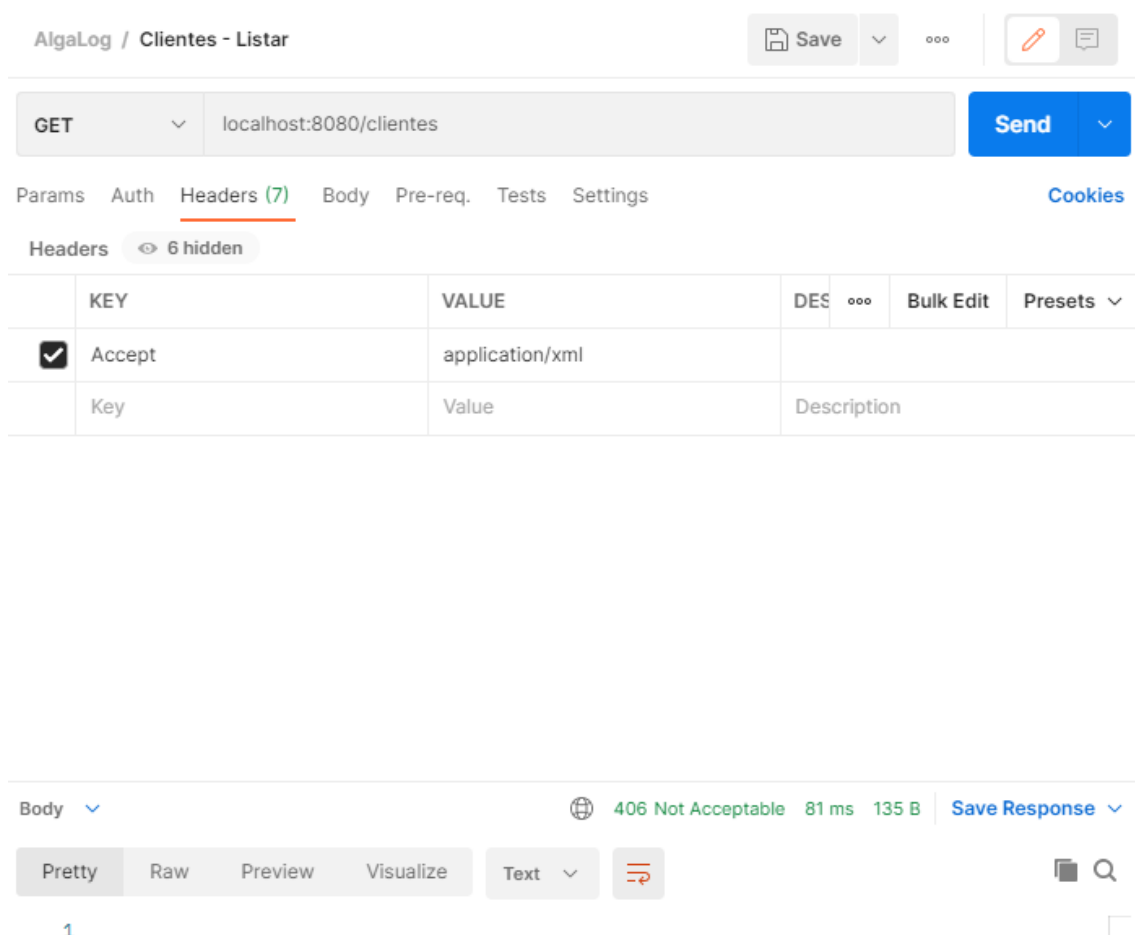 AlgaLog / Clientes - Listar Save
GET localhost:8080/clientes Send
Params Auth Headers (7) Body Pre-req. Tests Settings Cookies
Headers 6 hidden
KEY VALUE DES Bulk Edit Presets
Accept application/xml
Key Value Description
Body 406 Not Acceptable 81 ms 135 B Save Response
Pretty Raw Preview Visualize Text
1